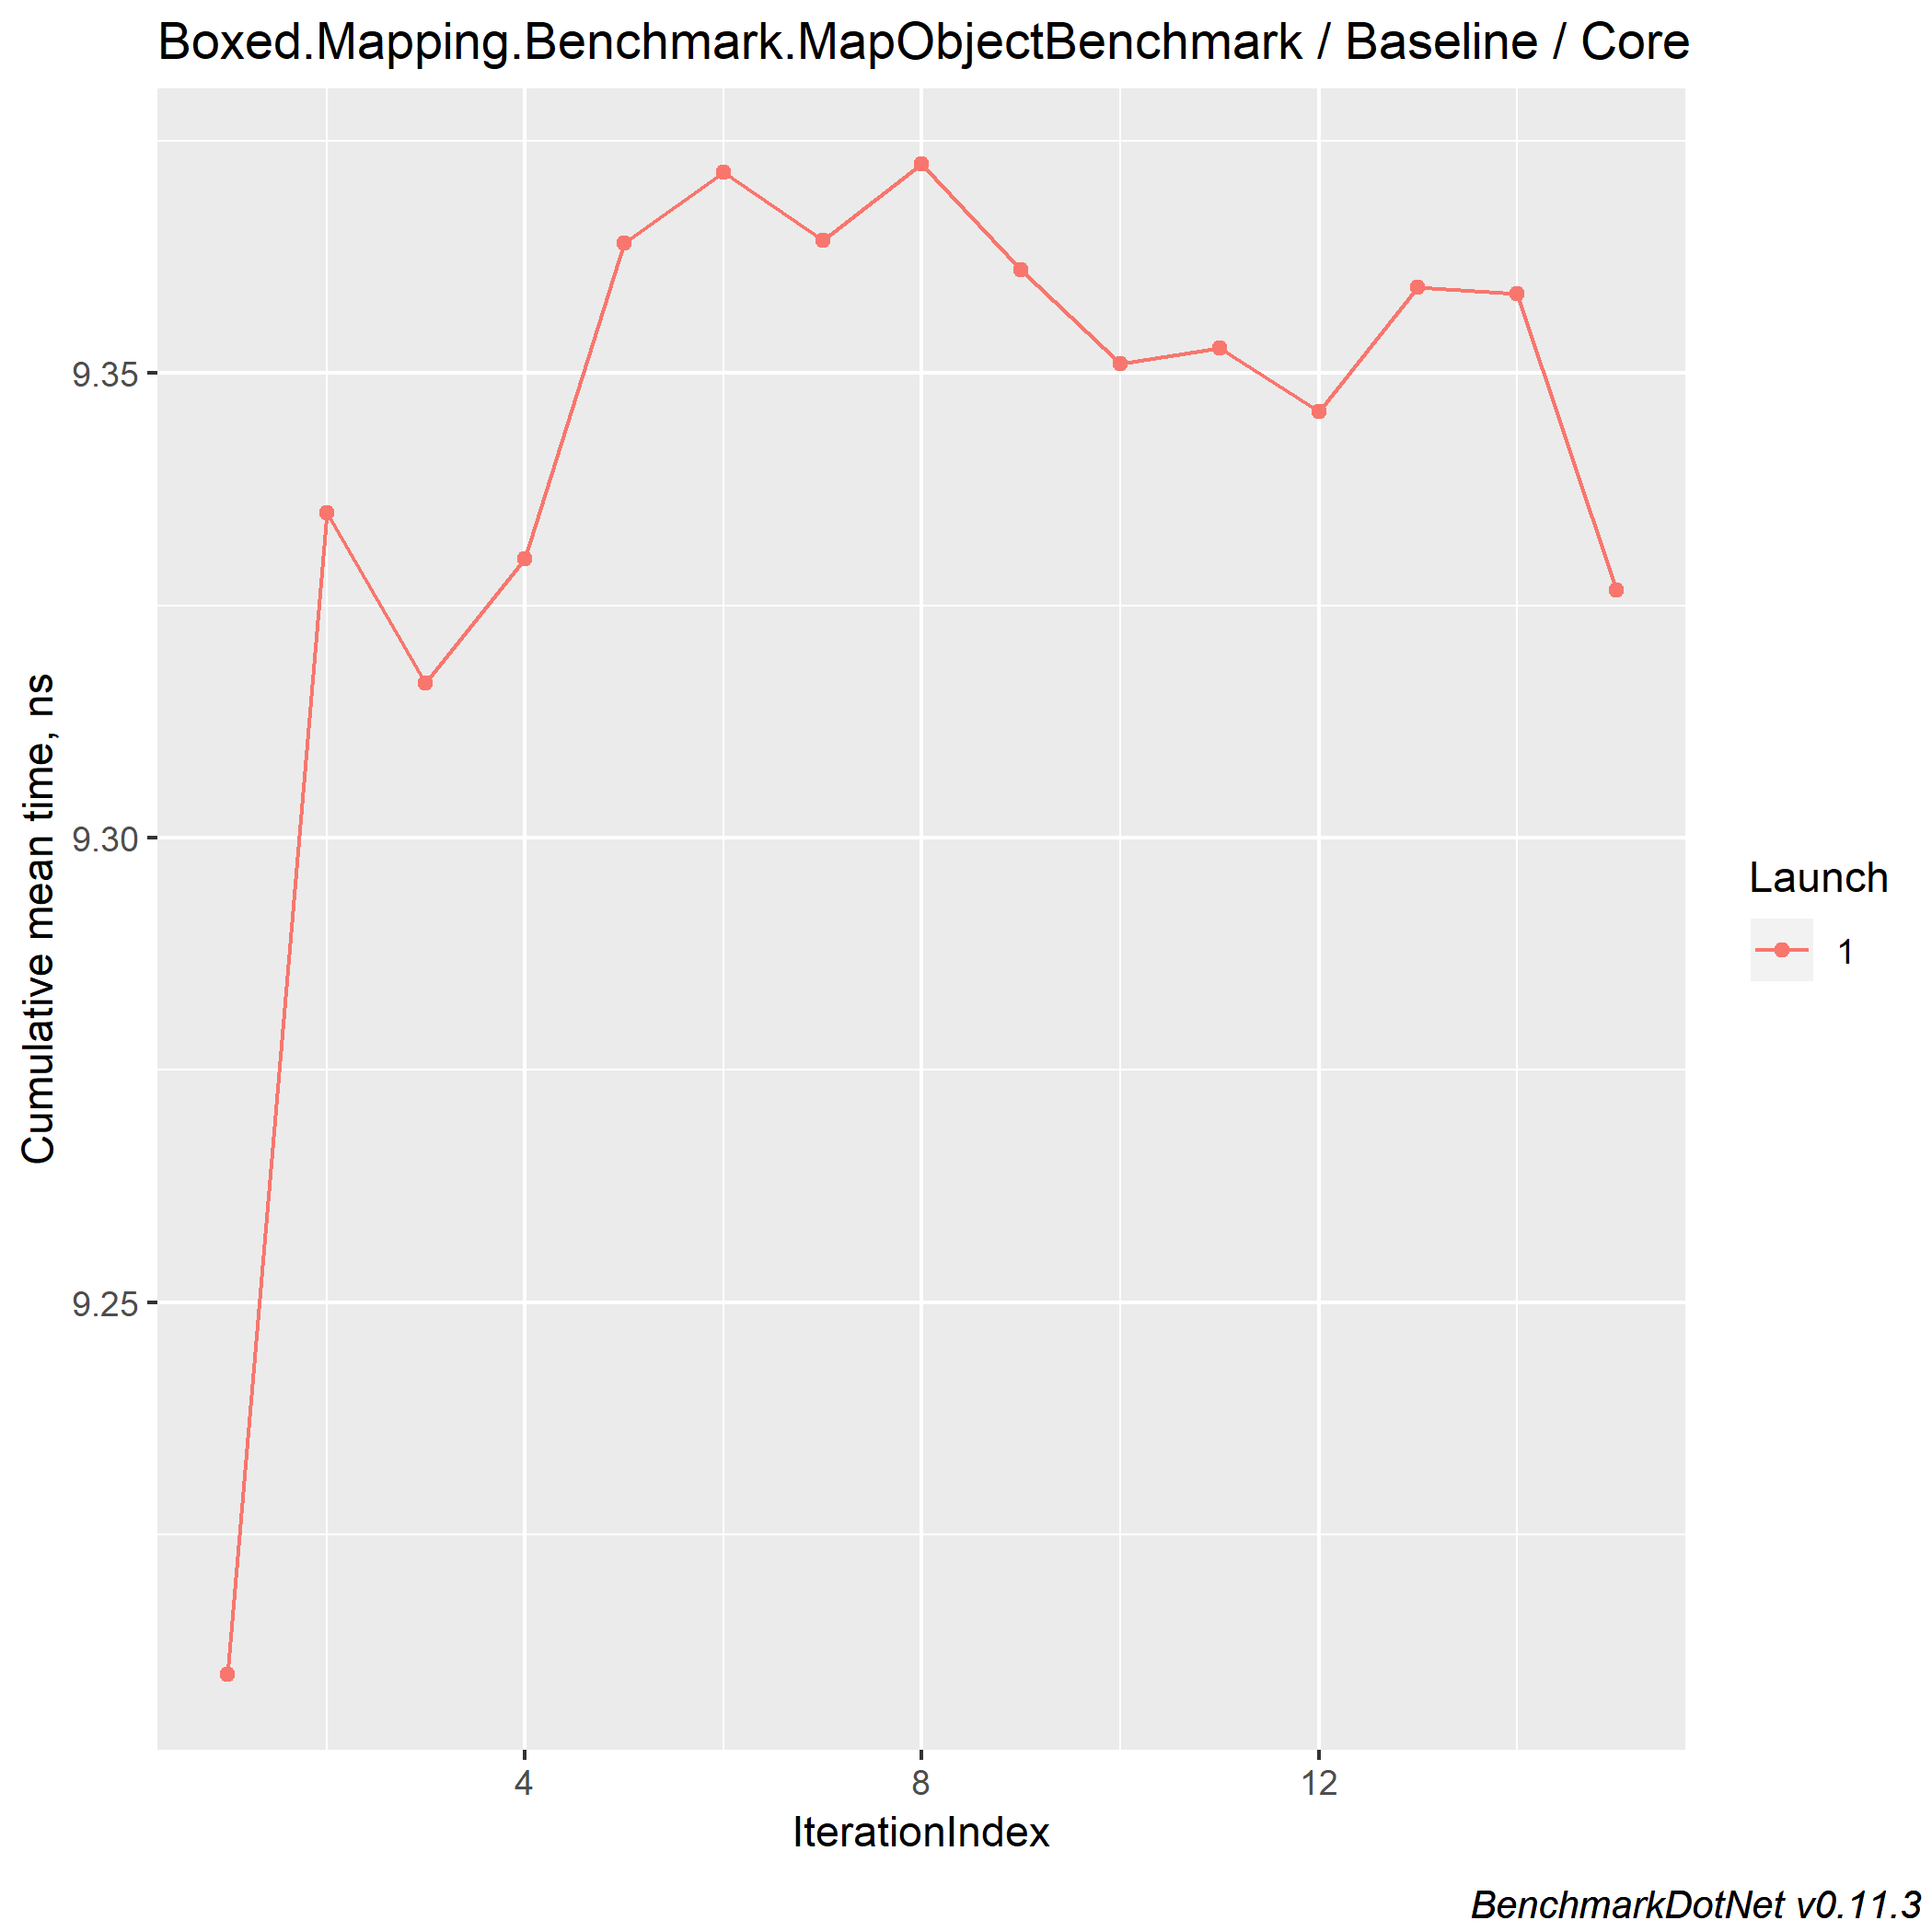 Boxed.Mapping.Benchmark.MapObjectBenchmark / Baseline / Core
Cumulative mean time, ns
9.35
9.30
9.25
4
8
12
IterationIndex
Launch
1
BenchmarkDotNet v0.11.3